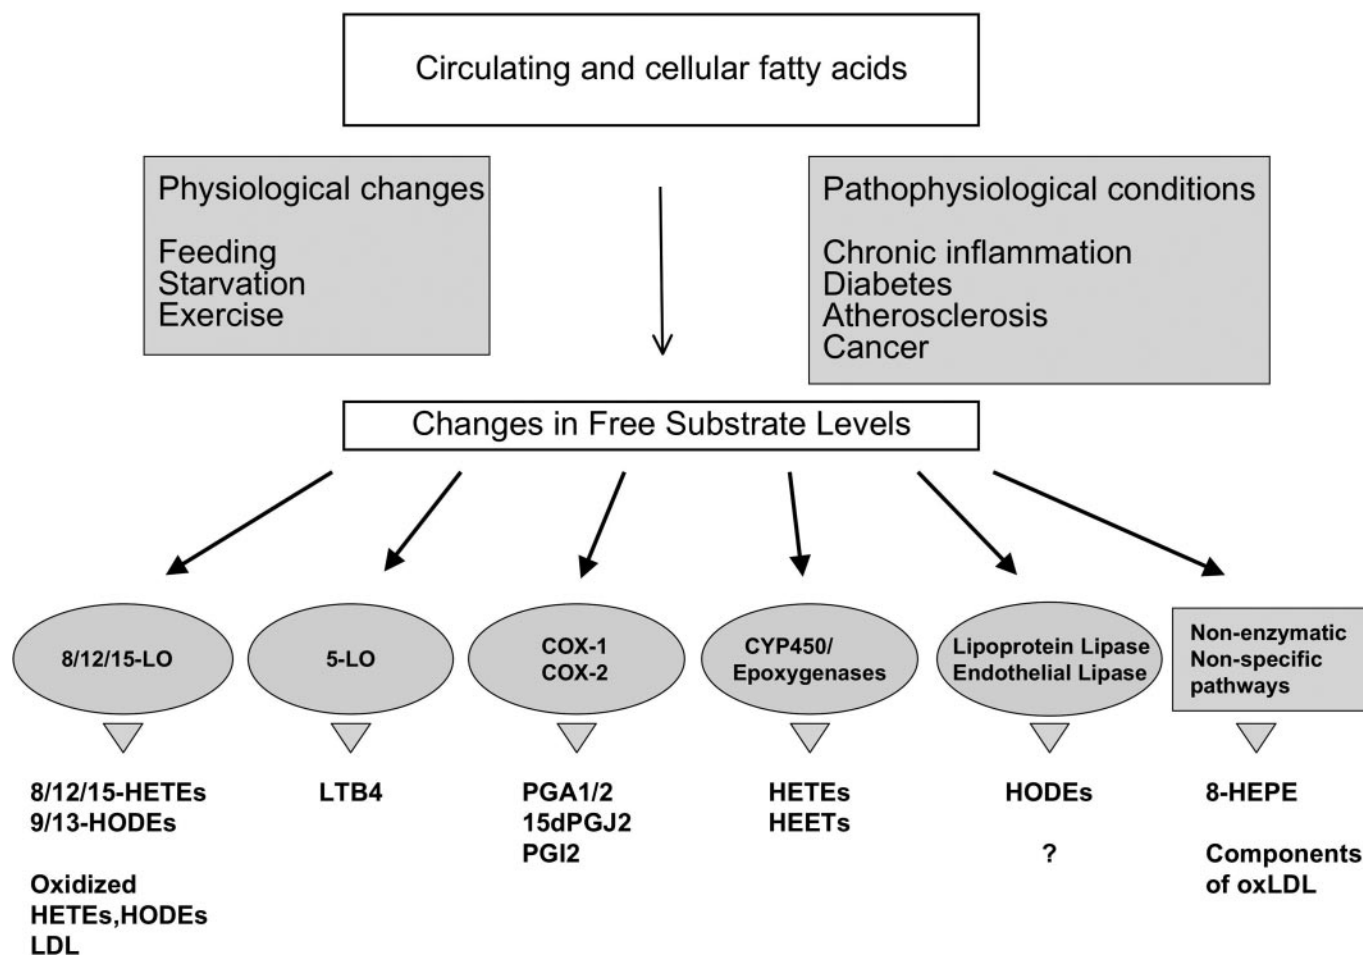 Circulating and cellular fatty acids
Physiological changes
Feeding
Starvation
Exercise
Pathophysiological conditions
Chronic inflammation
Diabetes
Atherosclerosis
Cancer
Changes in Free Substrate Levels
8/12/15-LO
5-LO
COX-1
COX-2
CYP450/
Epoxygenases
Lipoprotein Lipase
Endothelial Lipase
Non-enzymatic
Non-specific
pathways
8/12/15-HETEs
9/13-HODEs
Oxidized
HETEs,HODEs
LDL
LTB4
PGA1/2
15dPGJ2
PGI2
HETEs
HEETs
HODEs
?
8-HEPE
Components
of oxLDL